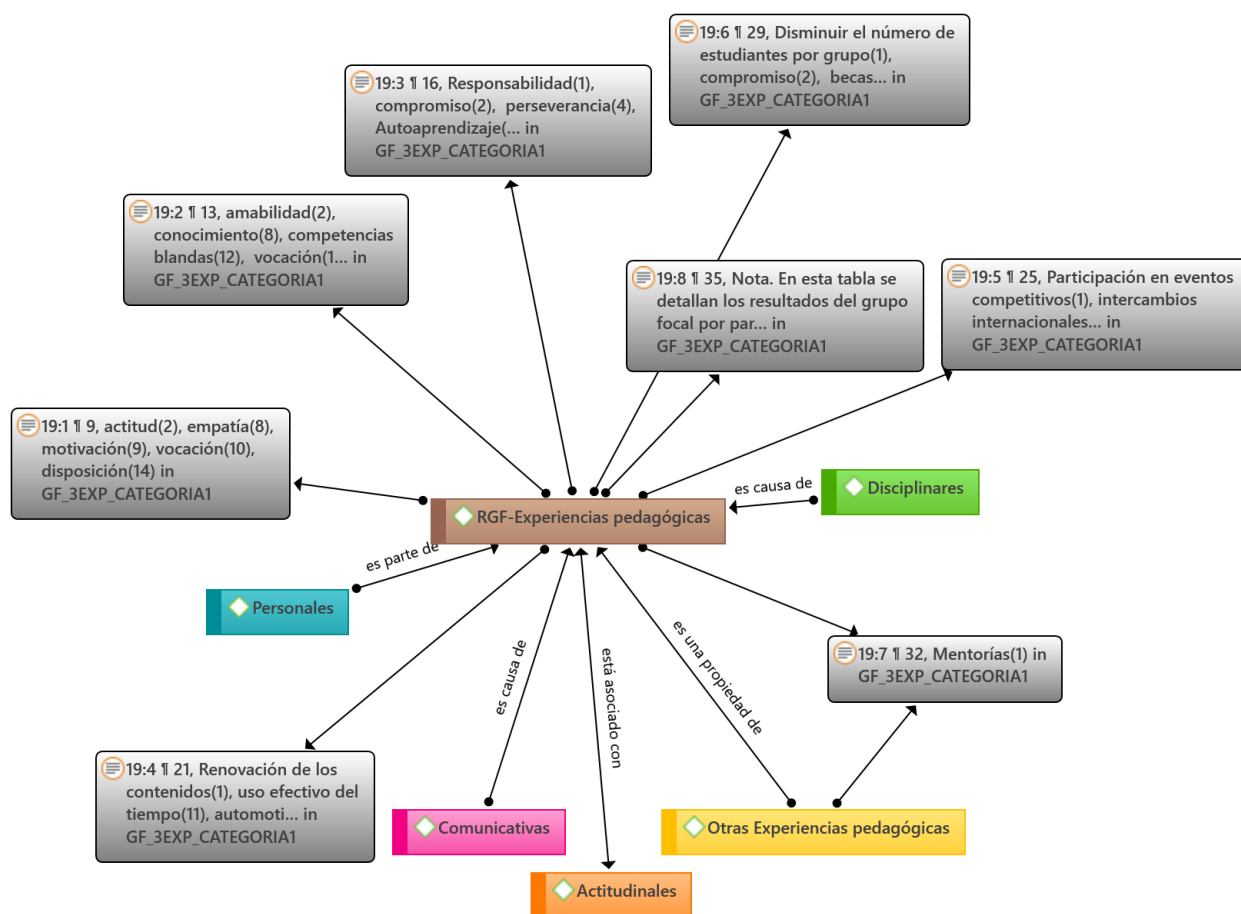 19:6 ¶ 29, Disminuir el número de
estudiantes por grupo(1),
compromiso(2), becas... in
GF_3EXP_CATEGORIA1
19:3 ¶ 16, Responsabilidad(1),
compromiso(2), perseverancia(4),
Autoaprendizaje(... in
GF_3EXP_CATEGORIA1
19:2 ¶ 13, amabilidad(2),
conocimiento(8), competencias
blandas(12), vocación(1... in
GF_3EXP_CATEGORIA1
19:8 ¶ 35, Nota. En esta tabla se
detallan los resultados del grupo
focal por par... in
GF_3EXP_CATEGORIA1
19:5 ¶ 25, Participación en eventos
competitivos(1), intercambios
internacionales... in
GF_3EXP_CATEGORIA1
19:1 ¶ 9, actitud(2), empatía(8),
motivación(9), vocación(10),
disposición(14) in
GF_3EXP_CATEGORIA1
es causa de
Disciplinares
RGF-Experiencias pedagógicas
es parte de
Personales
es causa de
está asociado con
es una propiedad de
19:7 ¶ 32, Mentorías(1) in
GF_3EXP_CATEGORIA1
19:4 ¶ 21, Renovación de los
contenidos(1), uso efectivo del
tiempo(11), automoti... in
GF_3EXP_CATEGORIA1
Comunicativas
Otras Experiencias pedagógicas
Actitudinales